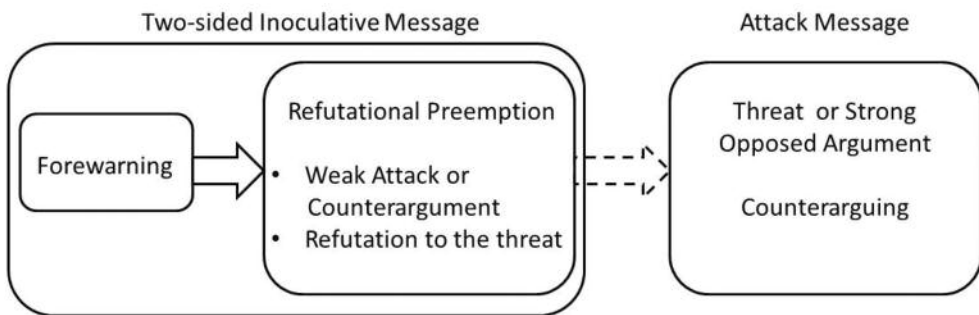 Two-sided Inoculative Message
Attack Message
Forewarning
Refutational Preemption
• Weak Attack or
Counterargument
• Refutation to the threat
Threat or Strong
Opposed Argument
Counterarguing